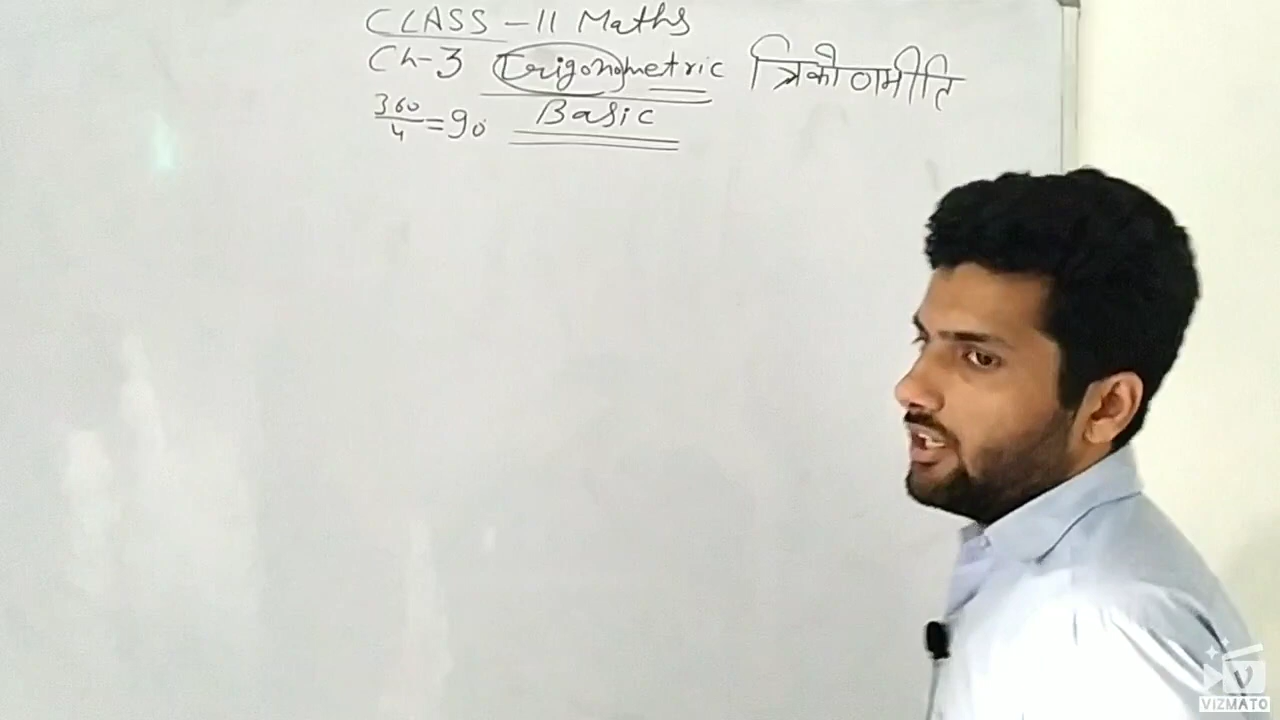 CLASS - 11 Maths
Ch-3 Trigonometric त्रिकोणमीति
360/4 = 90 Basic
VIZMATO